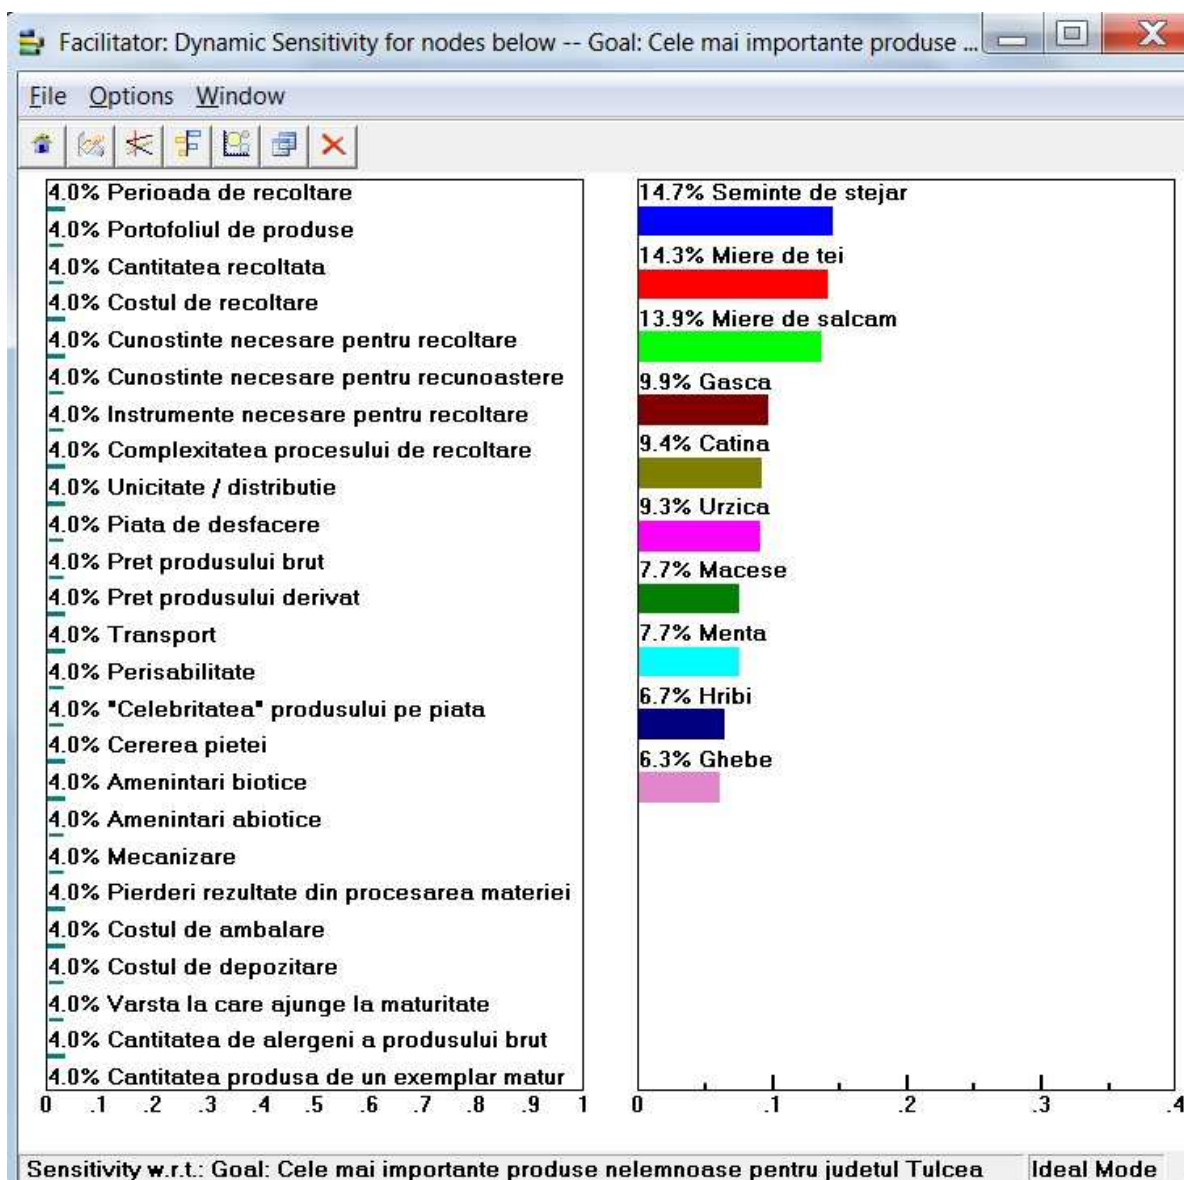 Facilitator: Dynamic Sensitivity for nodes below -- Goal: Cele mai importante produse ...
File Options Window
4.0% Perioada de recoltare
4.0% Portofoliul de produse
4.0% Cantitatea recoltata
4.0% Costul de recoltare
4.0% Cunostinte necesare pentru recoltare
4.0% Cunostinte necesare pentru recunoastere
4.0% Instrumente necesare pentru recoltare
4.0% Complexitatea procesului de recoltare
4.0% Unicitate / distributie
4.0% Piata de desfacere
4.0% Pret produsului brut
4.0% Pret produsului derivat
4.0% Transport
4.0% Perisabilitate
4.0% "Celebritatea" produsului pe piata
4.0% Cererea pietei
4.0% Amenintari biotice
4.0% Amenintari abiotice
4.0% Mecanizare
4.0% Pierderi rezultate din procesarea materiei
4.0% Costul de ambalare
4.0% Costul de depozitare
4.0% Varsta la care ajunge la maturitate
4.0% Cantitatea de alergeni a produsului brut
4.0% Cantitatea produsa de un exemplar matur
0 .1 .2 .3 .4 .5 .6 .7 .8 .9 1
14.7% Seminte de stejar
14.3% Miere de tei
13.9% Miere de salcam
9.9% Gasca
9.4% Catina
9.3% Urzica
7.7% Macese
7.7% Menta
6.7% Hribi
6.3% Ghebe
0 .1 .2 .3 .4
Sensitivity w.r.t.: Goal: Cele mai importante produse nelemnoase pentru judetul Tulcea
Ideal Mode